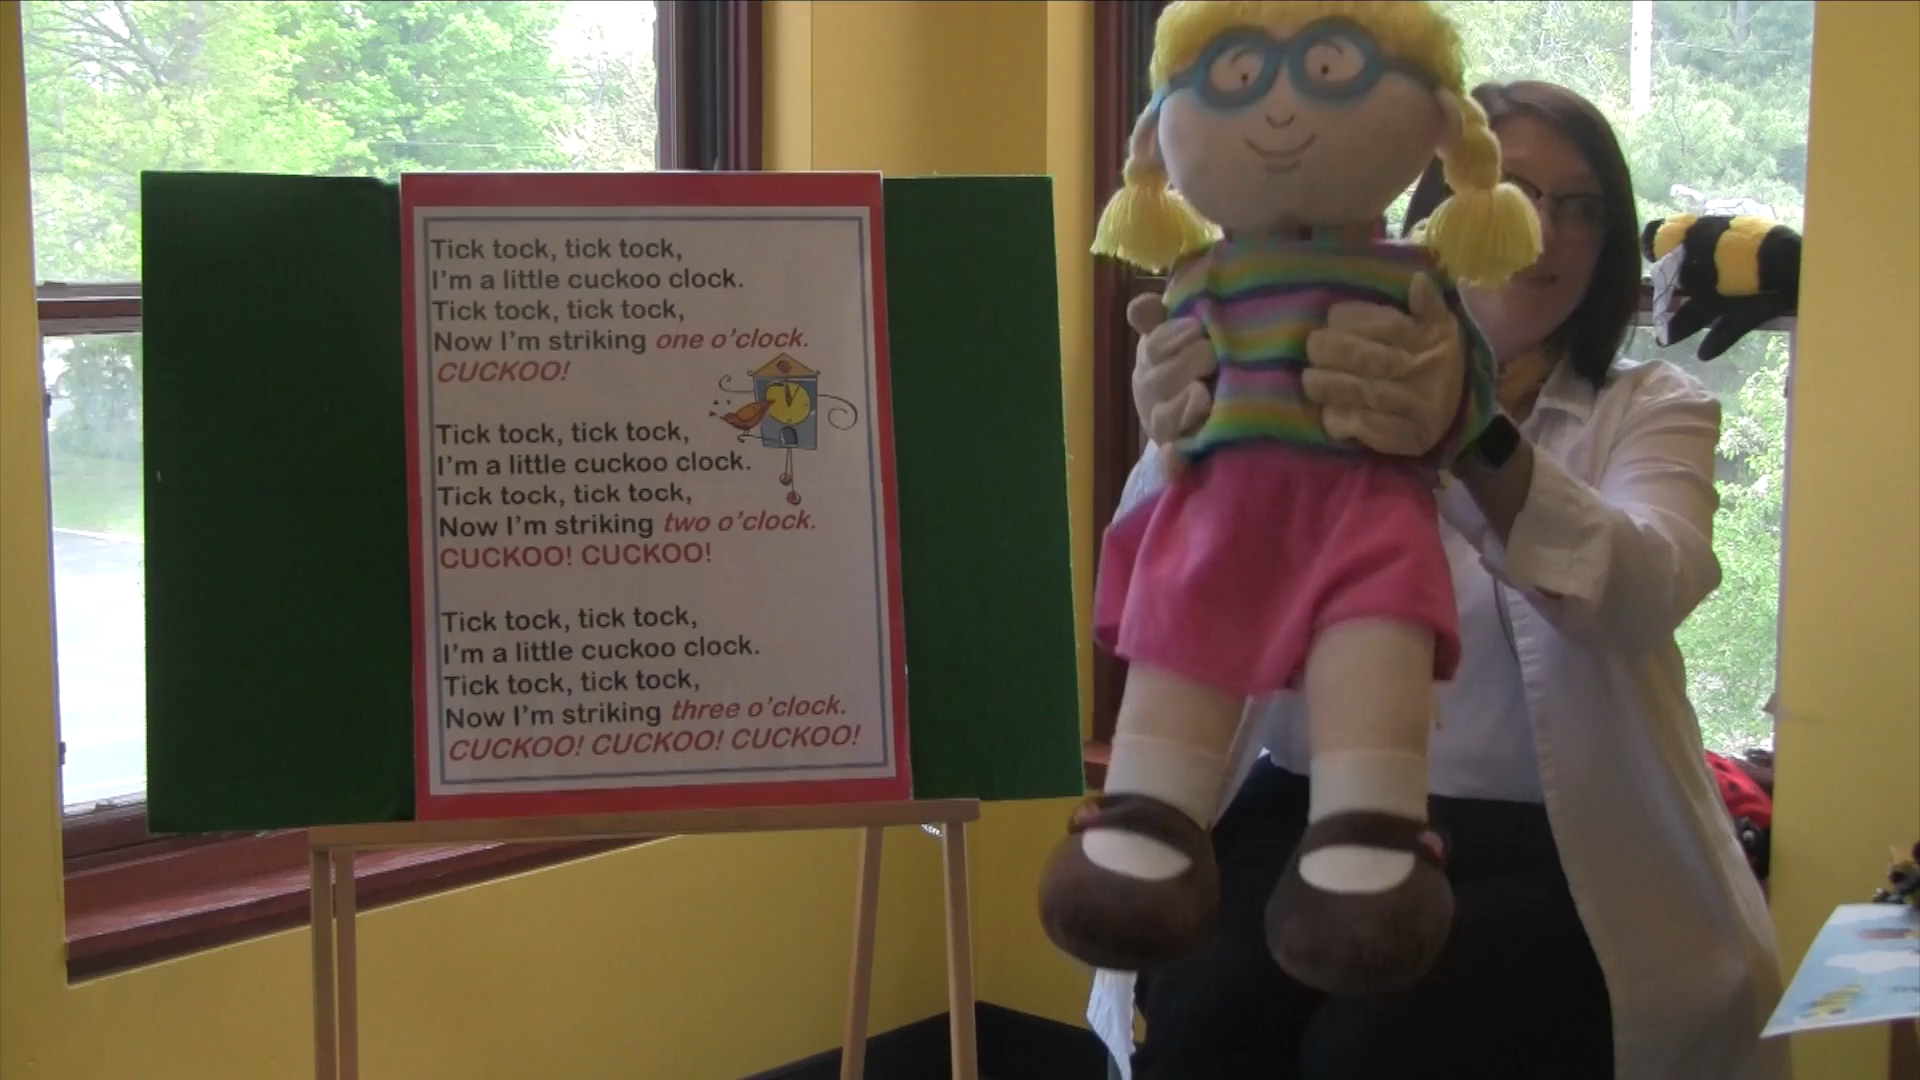 Tick tock, tick tock,
I'm a little cuckoo clock.
Tick tock, tick tock,
Now I'm striking one o'clock.
CUCKOO!
Tick tock, tick tock,
I'm a little cuckoo clock.
Tick tock, tick tock,
Now I'm striking two o'clock.
CUCKOO! CUCKOO!
Tick tock, tick tock,
I'm a little cuckoo clock.
Tick tock, tick tock,
Now I'm striking three o'clock.
CUCKOO! CUCKOO! CUCKOO!